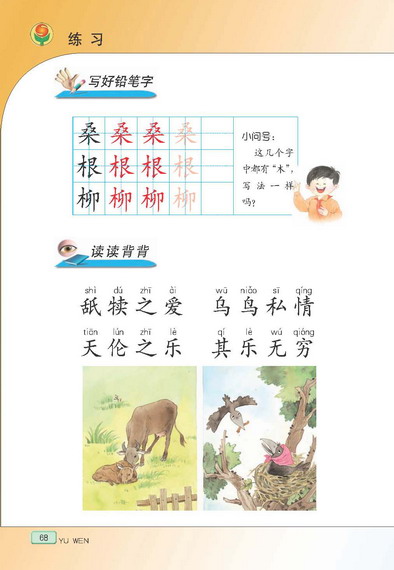 练习
写好铅笔字
桑 桑 桑 桑
根 根 根 根
柳 柳 柳 柳
小问号：
这几个字
中都有“木”，
写法一样
吗？
读读背背
shì dú zhī ài wū niǎo sī qíng
舐犊之爱 乌鸟私情
tiān lún zhī lè qí lè wú qióng
天伦之乐 其乐无穷
68 YU WEN